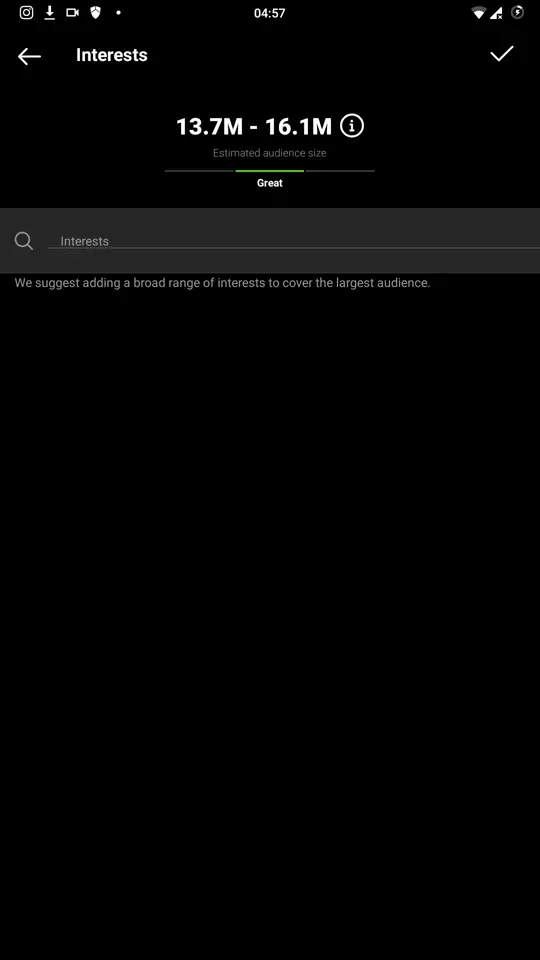 04:57
Interests
13.7M - 16.1M
Estimated audience size
Great
Interests
We suggest adding a broad range of interests to cover the largest audience.